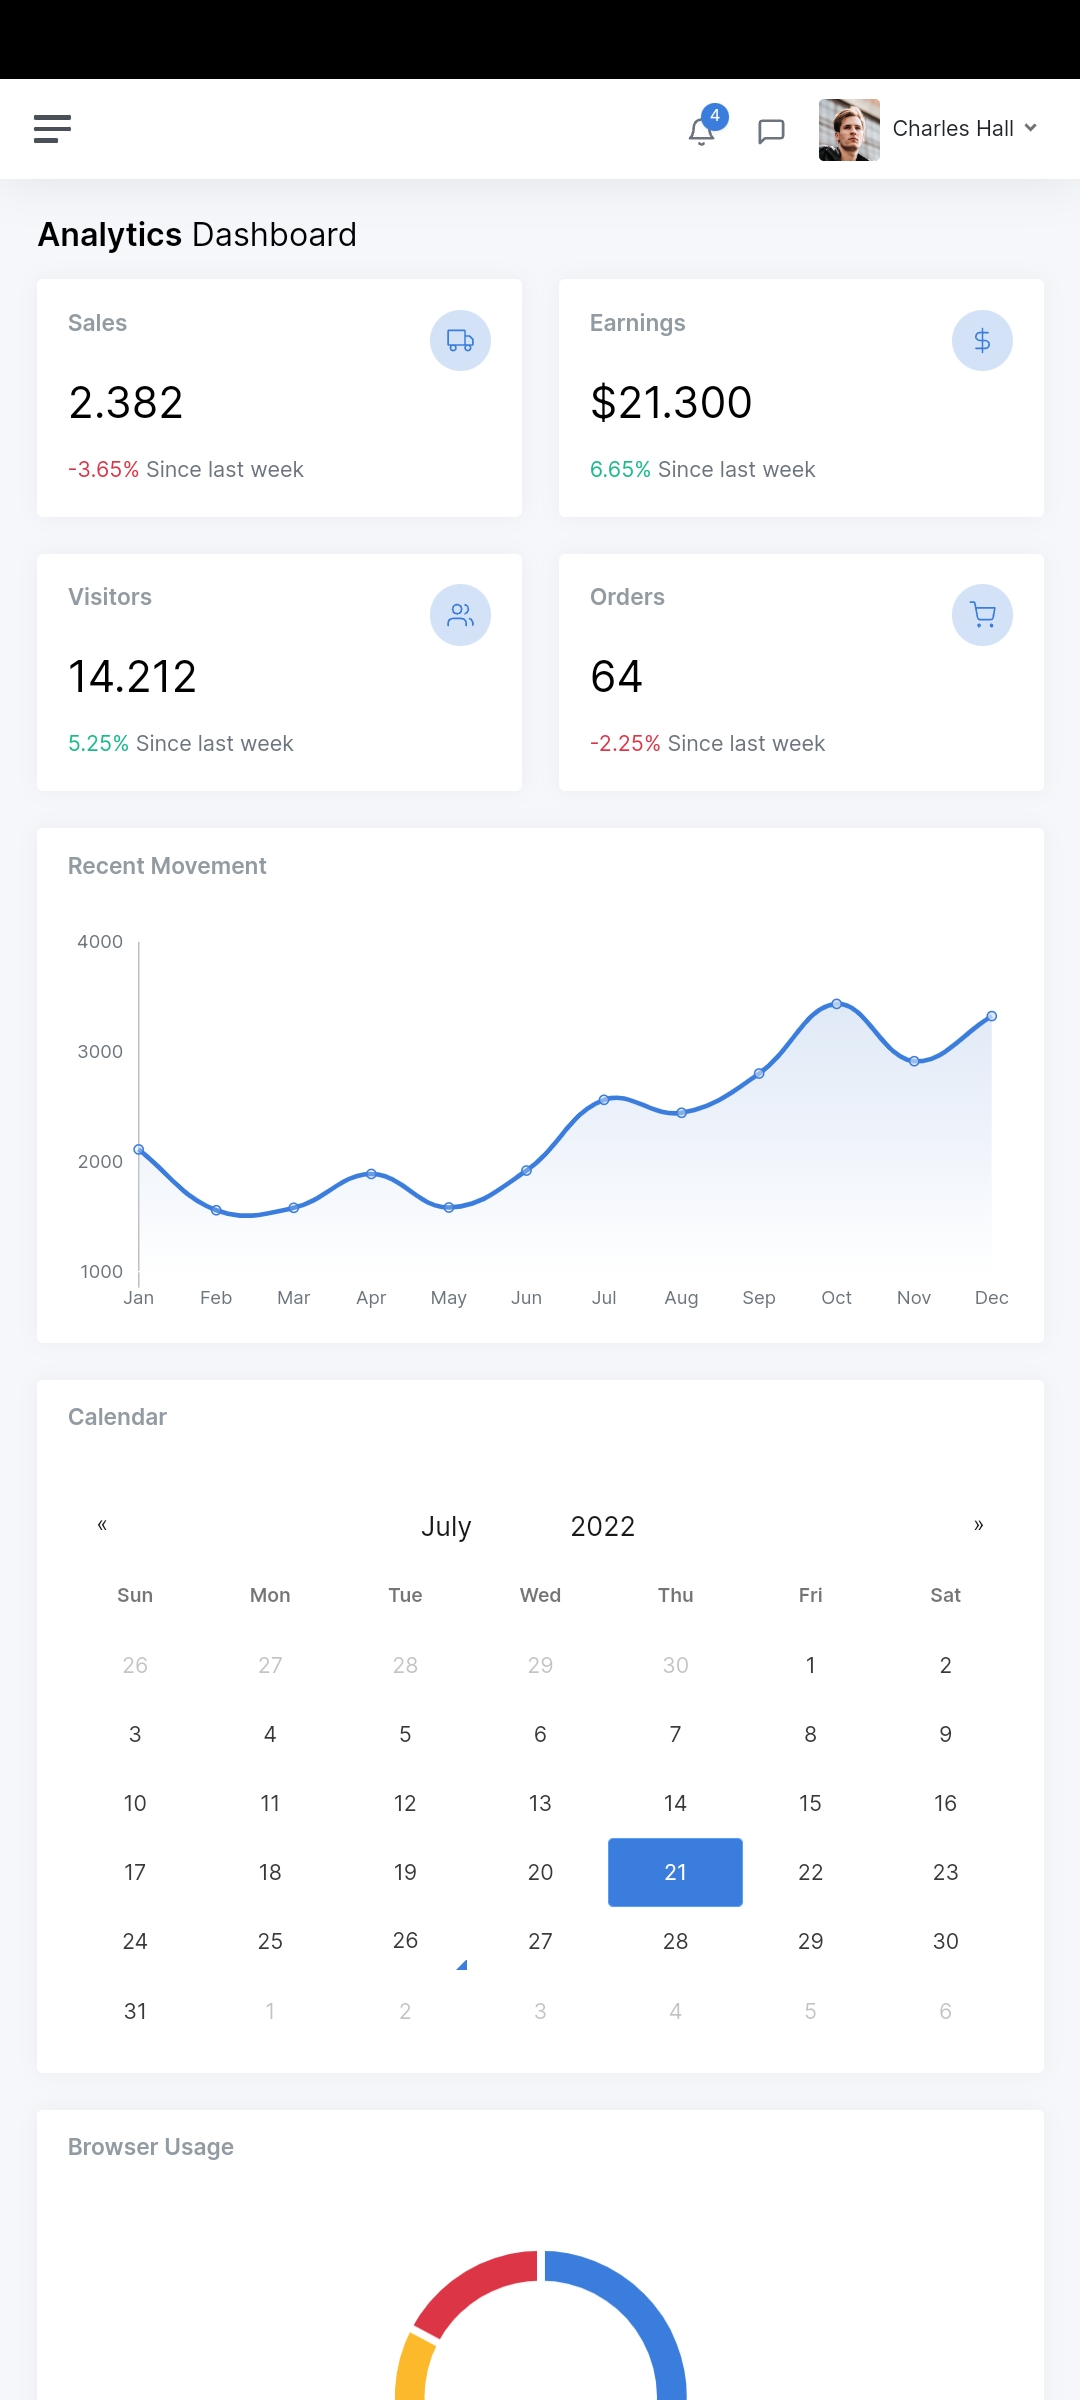 4
Charles Hall
Analytics Dashboard
Sales
2.382
-3.65% Since last week
Earnings
$21.300
6.65% Since last week
Visitors
14.212
5.25% Since last week
Orders
64
-2.25% Since last week
Recent Movement
4000
3000
2000
1000
Jan Feb Mar Apr May Jun Jul Aug Sep Oct Nov Dec
Calendar
« July 2022 »
Sun Mon Tue Wed Thu Fri Sat
26 27 28 29 30 1 2
3 4 5 6 7 8 9
10 11 12 13 14 15 16
17 18 19 20 21 22 23
24 25 26 27 28 29 30
31 1 2 3 4 5 6
Browser Usage